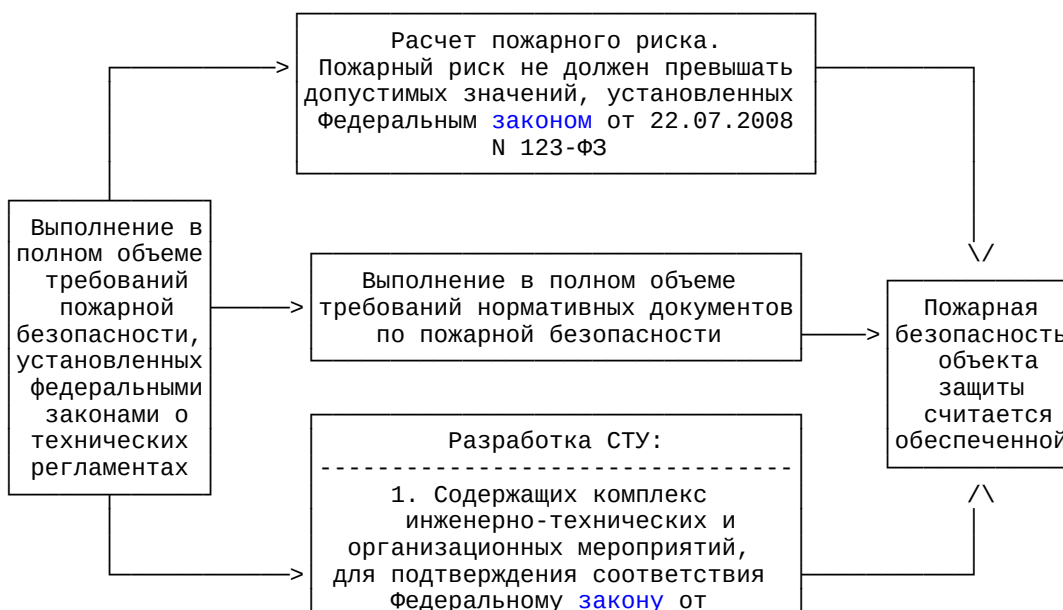 Расчет пожарного риска.
Пожарный риск не должен превышать
допустимых значений, установленных
Федеральным законом от 22.07.2008
N 123-ФЗ
Выполнение в
полном объеме
требований
пожарной
безопасности,
установленных
федеральными
законами о
технических
регламентах
Выполнение в полном объеме
требований нормативных документов
по пожарной безопасности
Разработка СТУ:
1. Содержащих комплекс
инженерно-технических и
организационных мероприятий,
для подтверждения соответствия
Федеральному закону от
Пожарная
безопасность
объекта
защиты
считается
обеспеченной